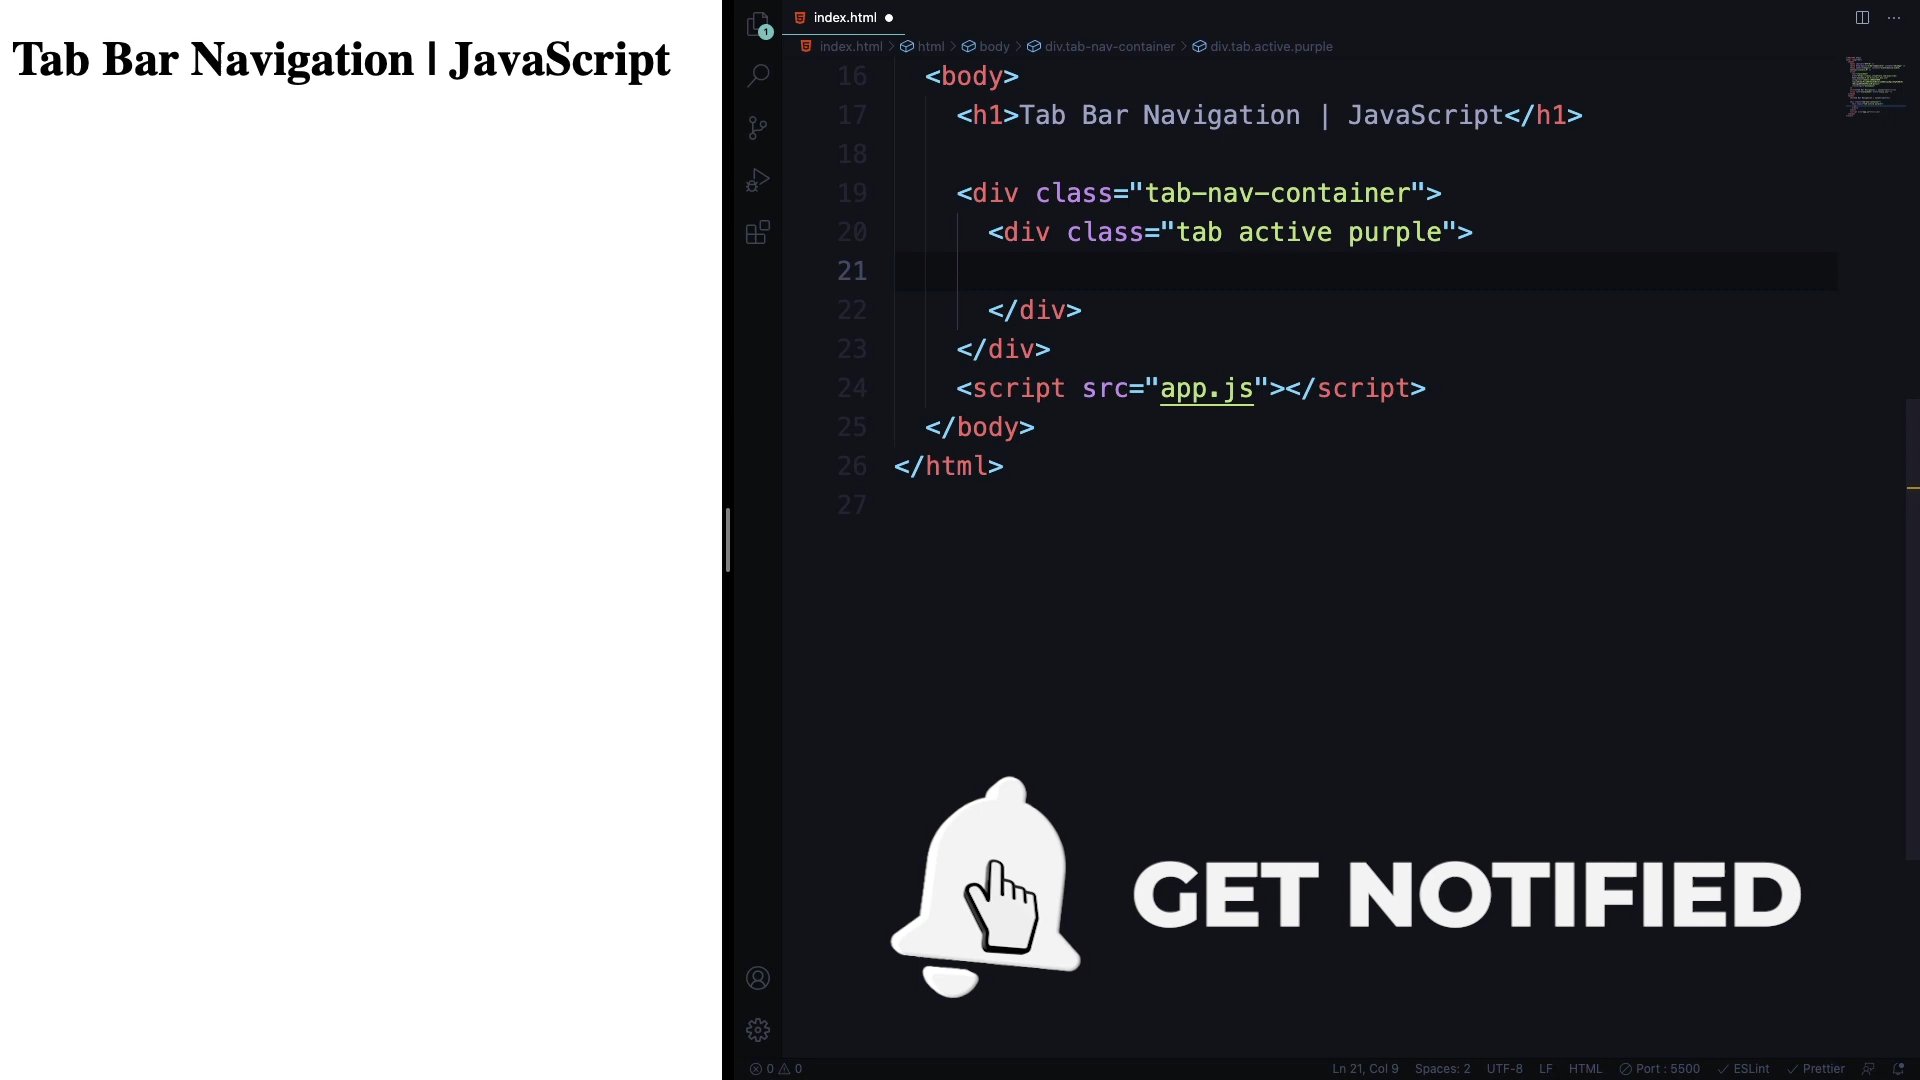 Tab Bar Navigation | JavaScript
1
index.html
index.html > html > body > div.tab-nav-container > div.tab.active.purple
16 <body>
17 <h1>Tab Bar Navigation | JavaScript</h1>
18
19 <div class="tab-nav-container">
20 <div class="tab active purple">
21
22 </div>
23 </div>
24 <script src="app.js"></script>
25 </body>
26 </html>
27
GET NOTIFIED
0 0 Ln 21, Col 9 Spaces: 2 UTF-8 LF HTML Port : 5500 ESLint Prettier